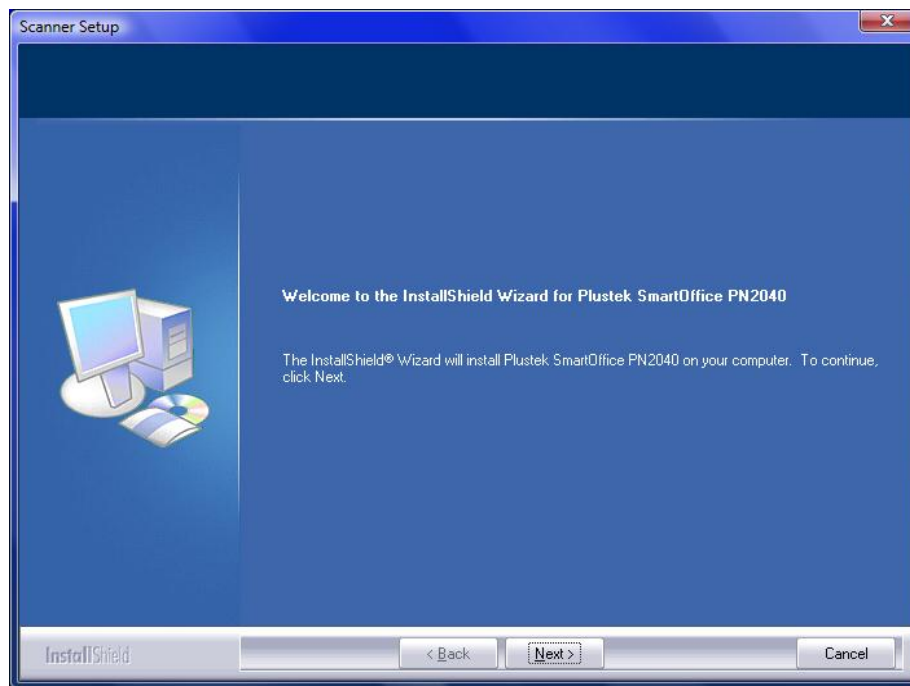 Scanner Setup
Welcome to the InstallShield Wizard for Plustek SmartOffice PN2040
The InstallShield® Wizard will install Plustek SmartOffice PN2040 on your computer. To continue,
click Next.
InstallShield
< Back
Next >
Cancel